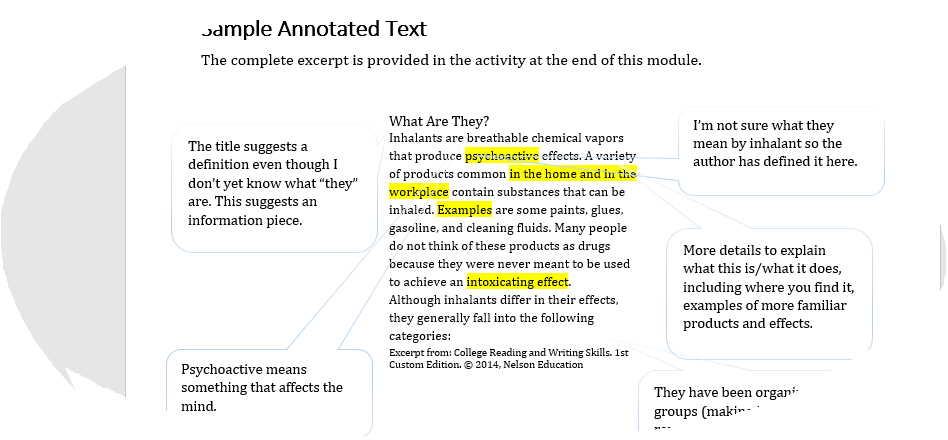 Sample Annotated Text
The complete excerpt is provided in the activity at the end of this module.
The title suggests a
definition even though I
don't yet know what “they”
are. This suggests an
information piece.
What Are They?
Inhalants are breathable chemical vapors
that produce psychoactive effects. A variety
of products common in the home and in the
workplace contain substances that can be
inhaled. Examples are some paints, glues,
gasoline, and cleaning fluids. Many people
do not think of these products as drugs
because they were never meant to be used
to achieve an intoxicating effect.
Although inhalants differ in their effects,
they generally fall into the following
categories:
Excerpt from: College Reading and Writing Skills. 1st
Custom Edition. © 2014, Nelson Education
I'm not sure what they
mean by inhalant so the
author has defined it here.
More details to explain
what this is/what it does,
including where you find it,
examples of more familiar
products and effects.
Psychoactive means
something that affects the
mind.
They have been
groups